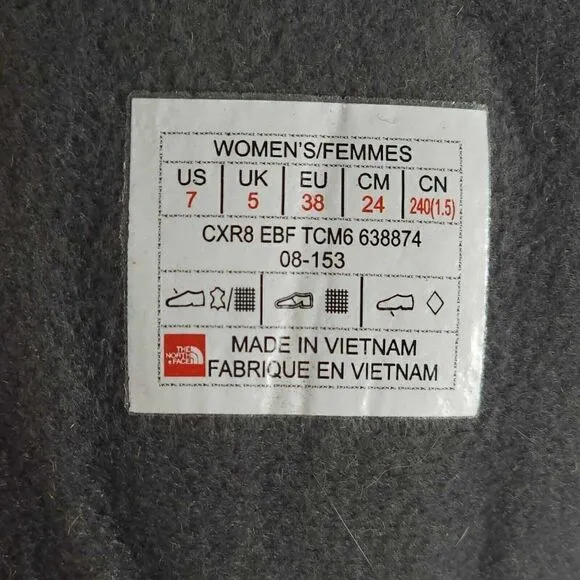 WOMEN'S/FEMMES
US UK EU CM CN
7 5 38 24 240(1.5)
CXR8 EBF TCM6 638874
08-153
THE
NORTH
FACE
MADE IN VIETNAM
FABRIQUE EN VIETNAM